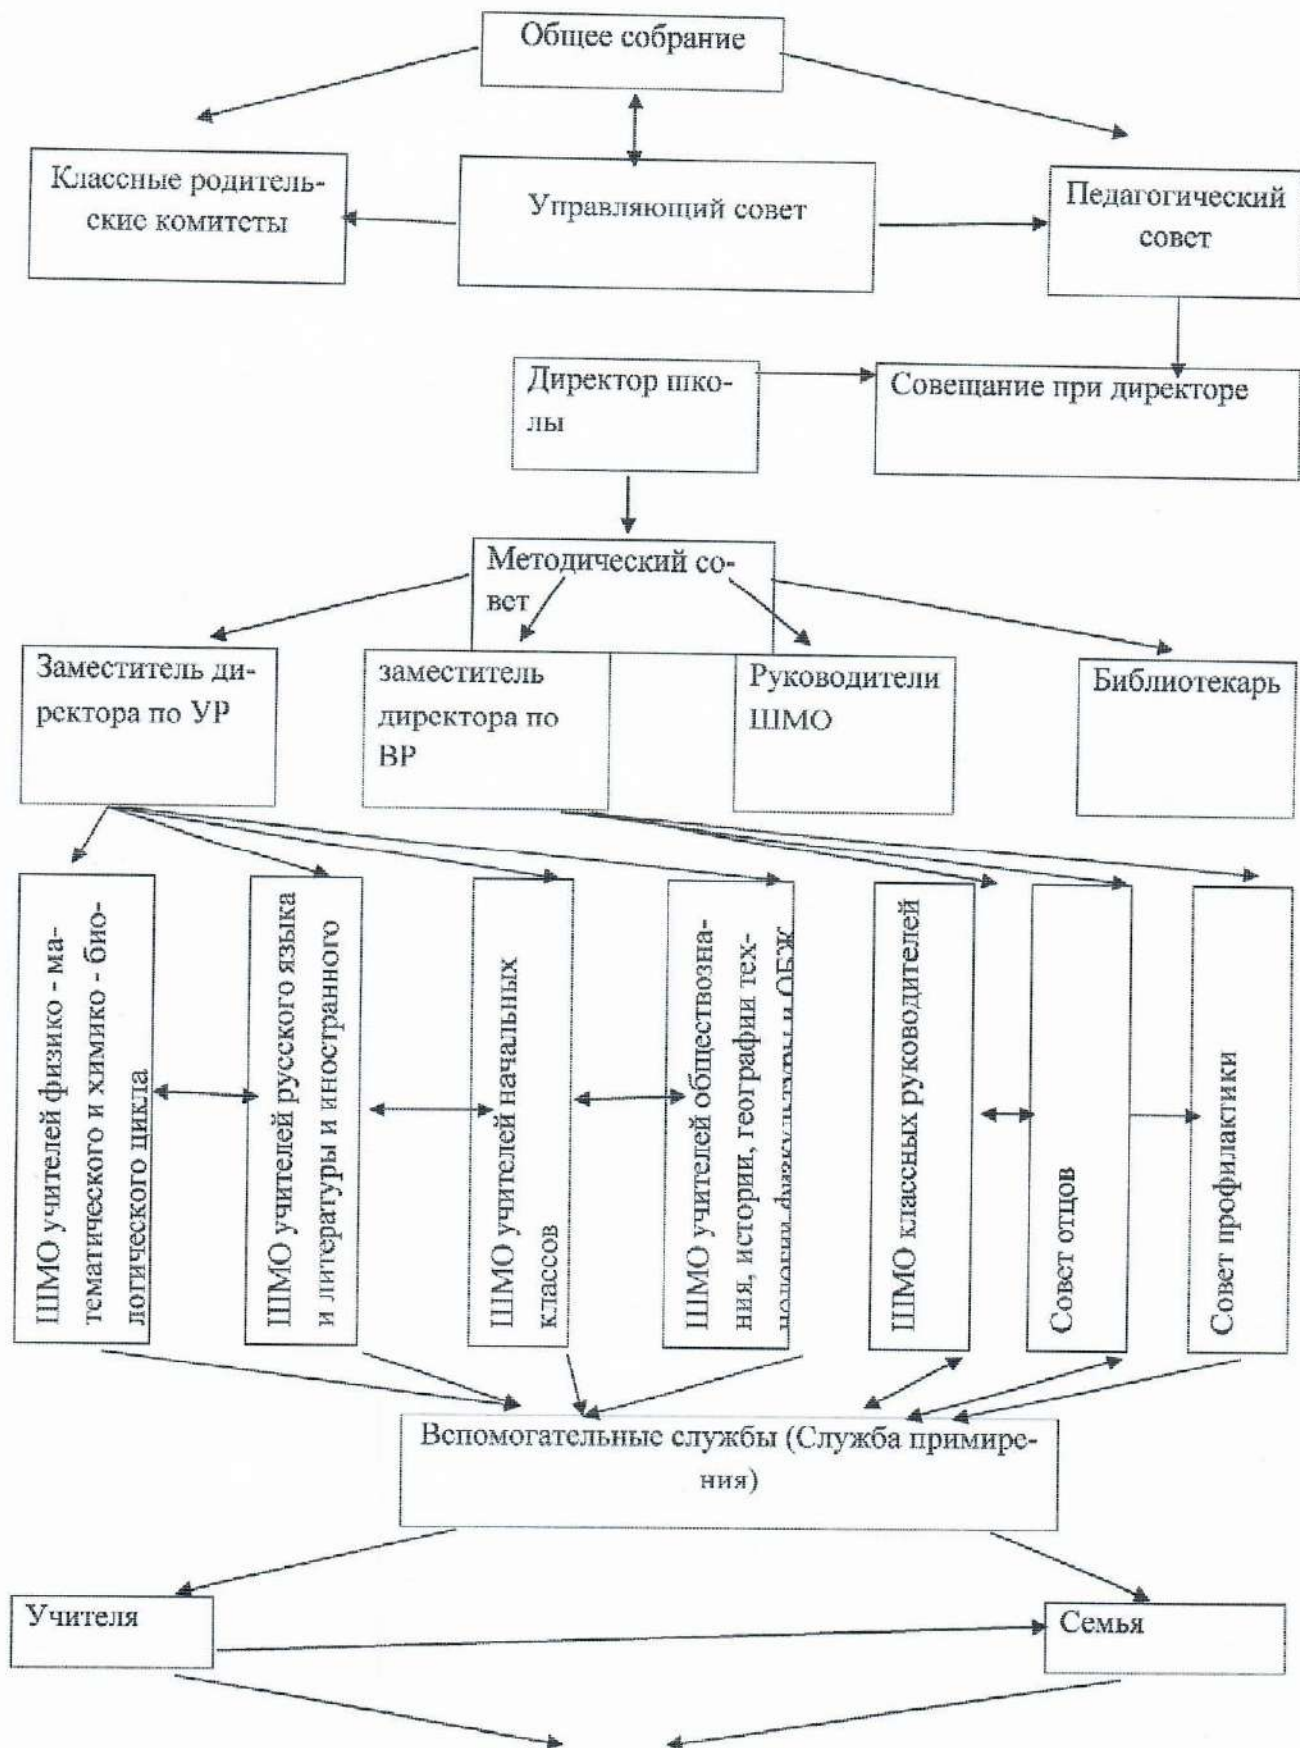 Общее собрание
Классные родитель-
ские комитеты
Управляющий совет
Педагогический
совет
Директор шко-
лы
Совещание при директоре
Методический со-
вет
Заместитель ди-
ректора по УР
заместитель
директора по
ВР
Руководители
ШМО
Библиотекарь
ШМО учителей физико - ма-
тематического и химико - био-
логического цикла
ШМО учителей русского языка
и литературы и иностранного
ШМО учителей начальных
классов
ШМО учителей обществозна-
ния, истории, географии тех-
нологии физкультуры и ОБЖ
ШМО классных руководителей
Совет отцов
Совет профилактики
Вспомогательные службы (Служба примире-
ния)
Учителя
Семья